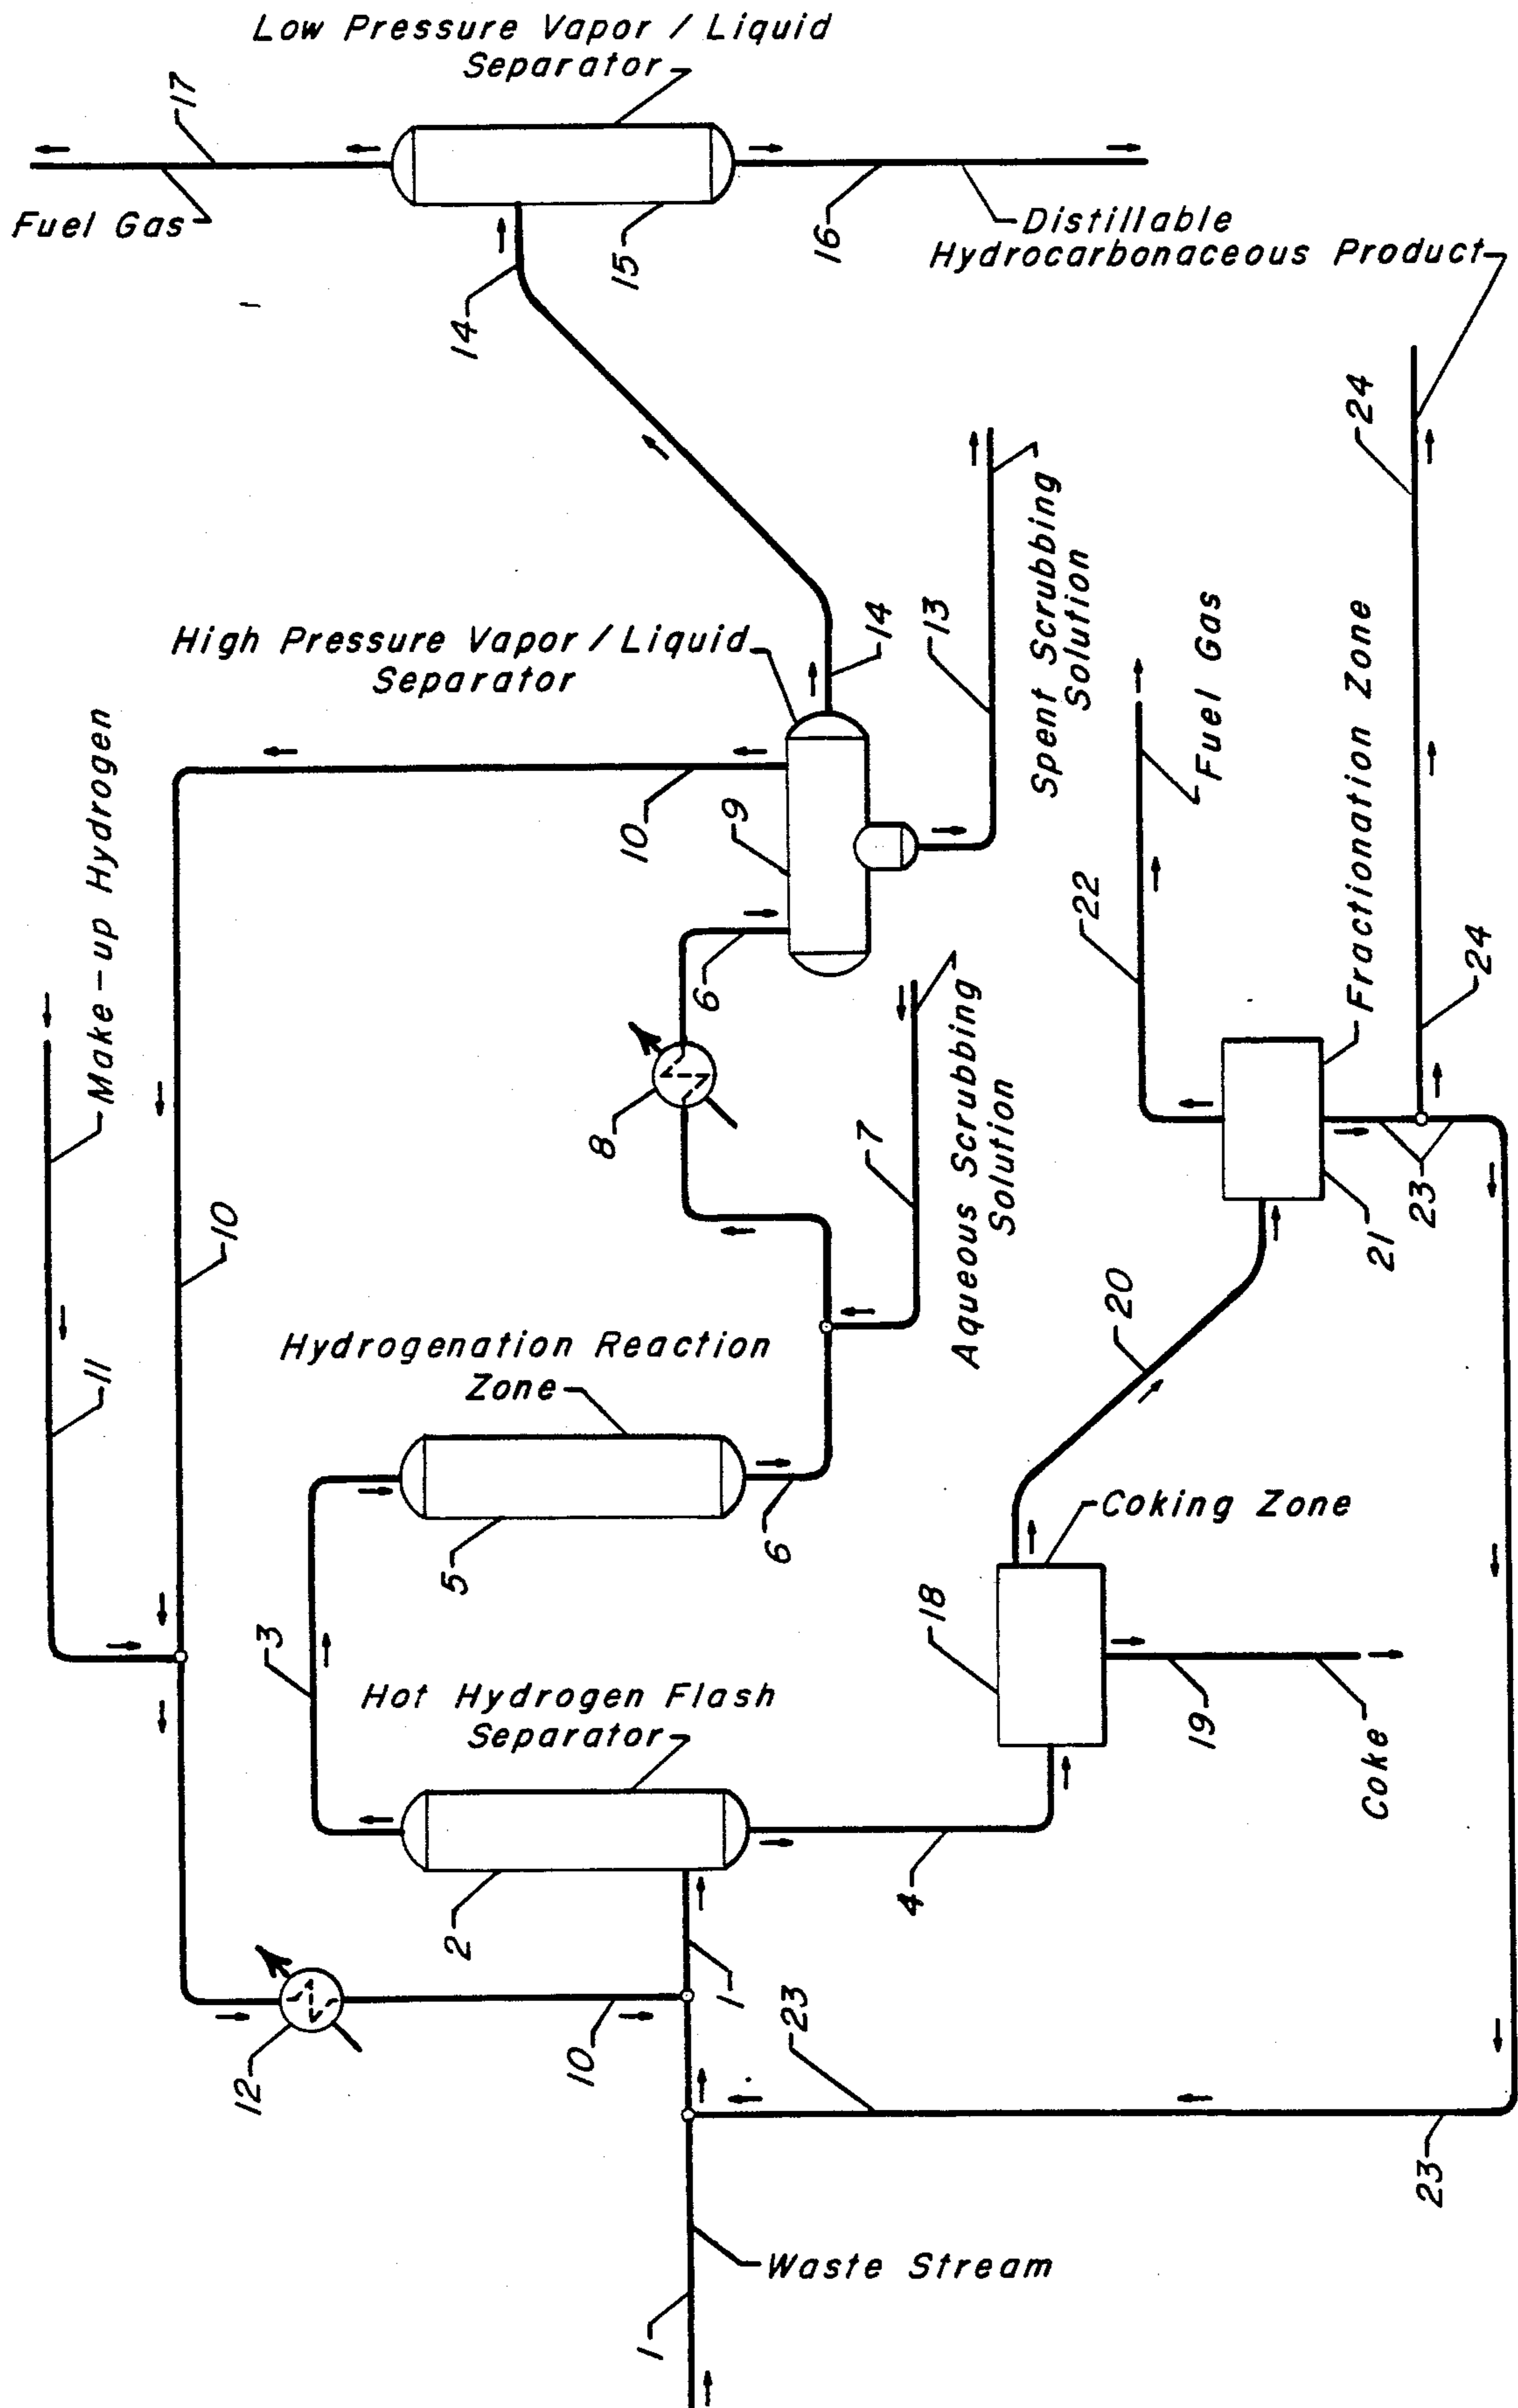 Low Pressure Vapor / Liquid
Separator
17
Fuel Gas
14
15
16
Distillable
Hydrocarbonaceous Product
High Pressure Vapor / Liquid
Separator
14
13
Spent Scrubbing
Solution
24
Make-up Hydrogen
10
9
6
8
7
Aqueous Scrubbing
Solution
22
Fuel Gas
Fractionation Zone
24
23
21
20
11
10
Hydrogenation Reaction
Zone
5
6
Coking Zone
18
19
Coke
3
Hot Hydrogen Flash
Separator
2
4
1
12
10
23
23
Waste Stream
1